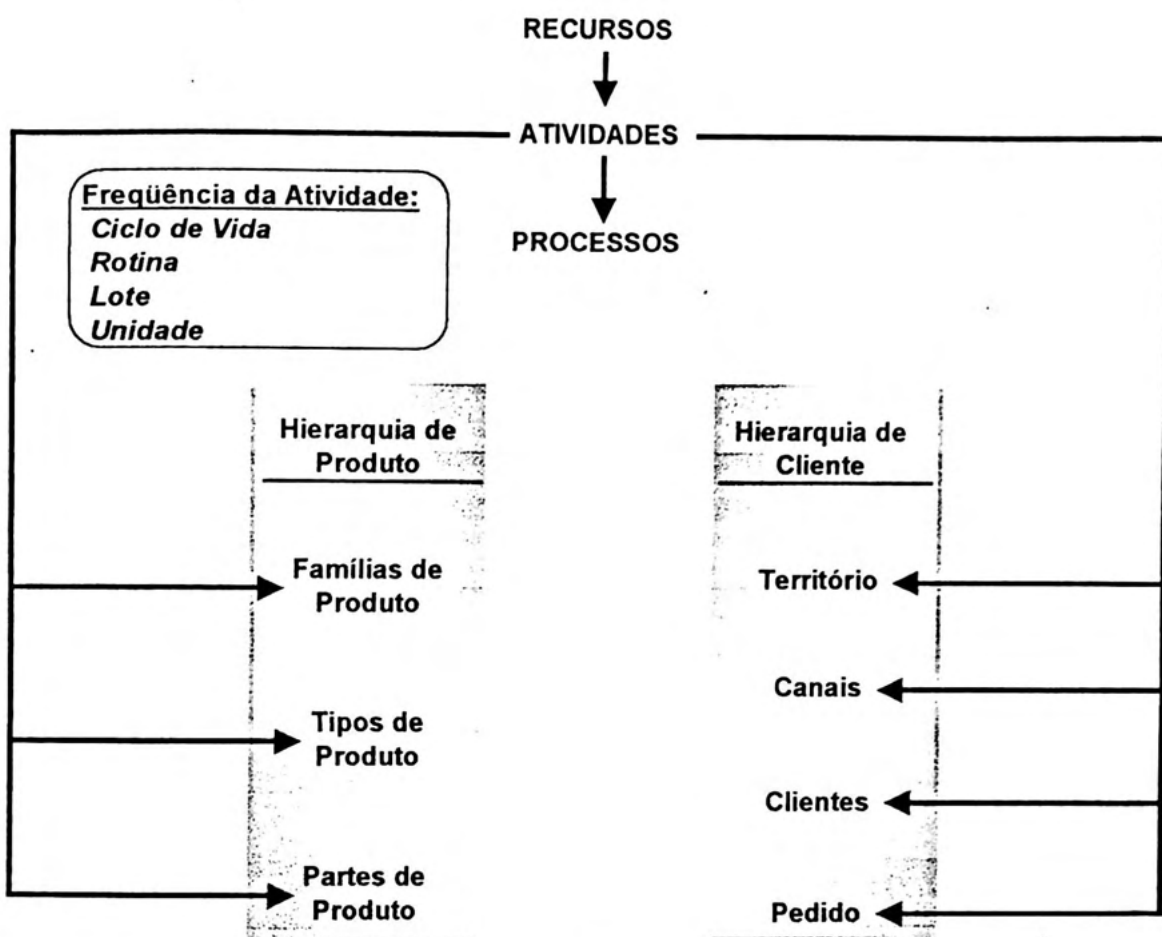 RECURSOS
ATIVIDADES
PROCESSOS
Freqüência da Atividade:
Ciclo de Vida
Rotina
Lote
Unidade
Hierarquia de
Produto
Famílias de
Produto
Tipos de
Produto
Partes de
Produto
Hierarquia de
Cliente
Território
Canais
Clientes
Pedido